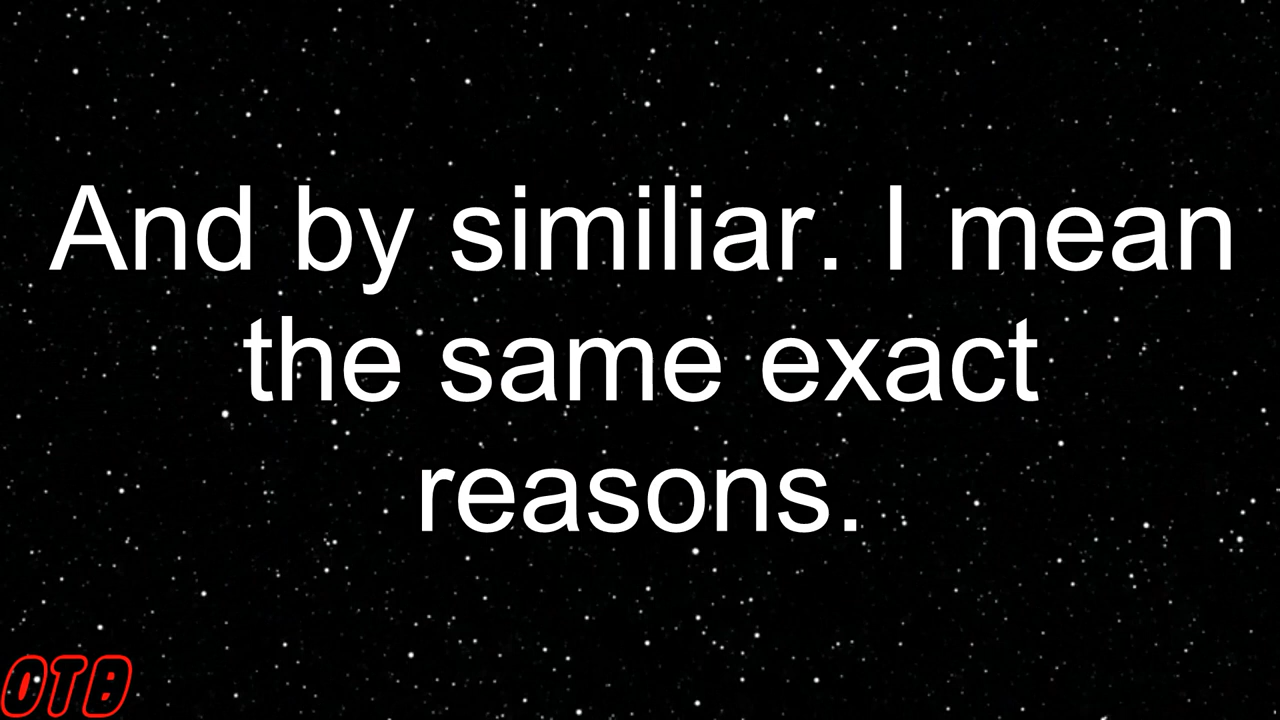 And by similiar. I mean
the same exact
reasons.
OTB